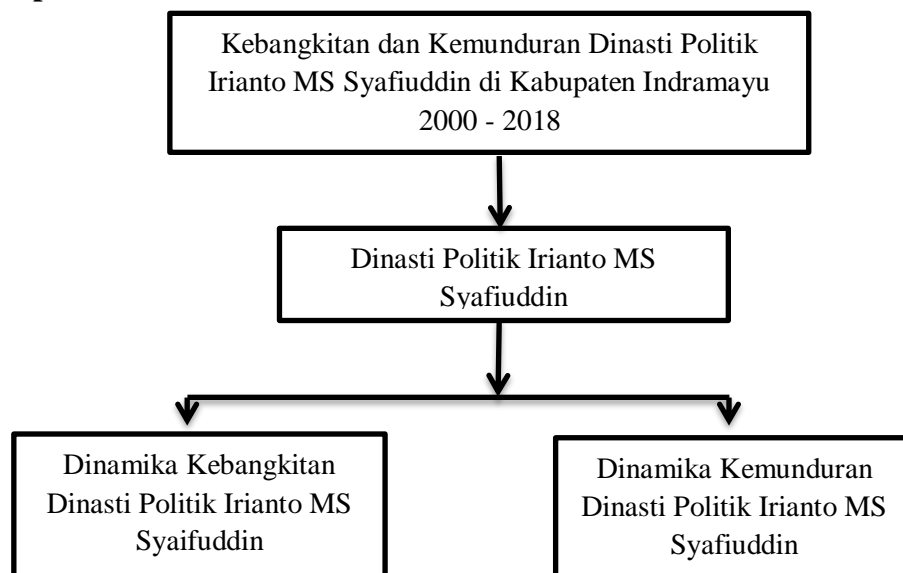 Kebangkitan dan Kemunduran Dinasti Politik
Irianto MS Syafiuddin di Kabupaten Indramayu
2000 - 2018
Dinasti Politik Irianto MS
Syafiuddin
Dinamika Kebangkitan
Dinasti Politik Irianto MS
Syaifuddin
Dinamika Kemunduran
Dinasti Politik Irianto MS
Syafiuddin